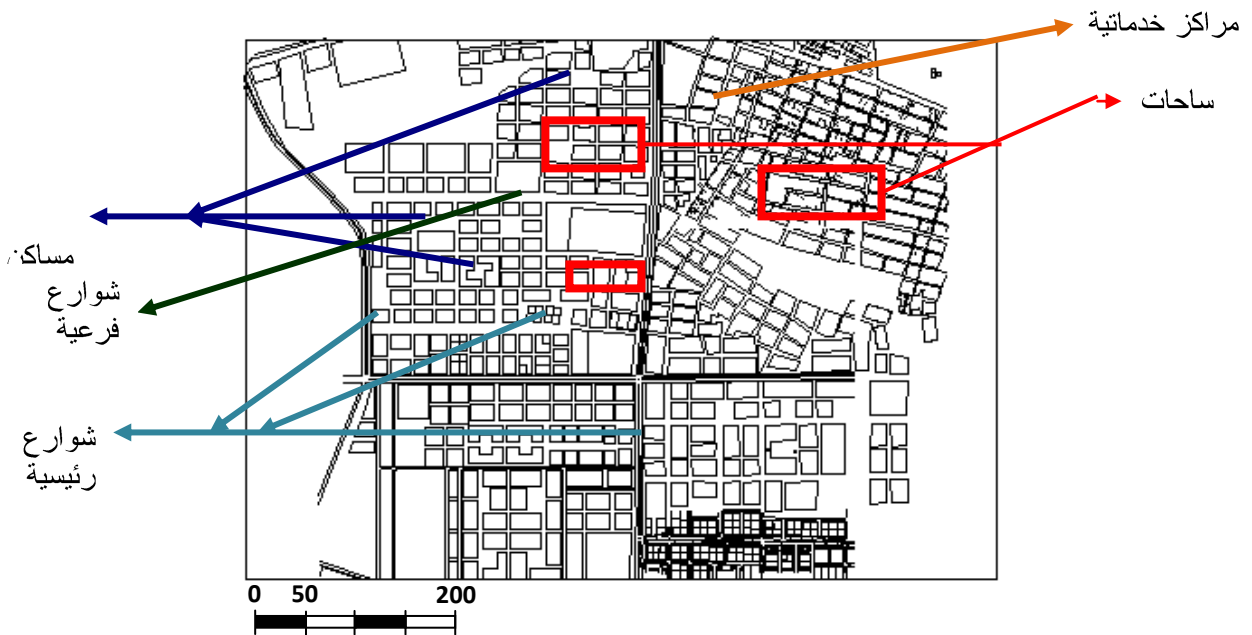 مراكز خدماتية
ساحات
مساكن
شوارع
فرعية
شوارع
رئيسية
0 50 200